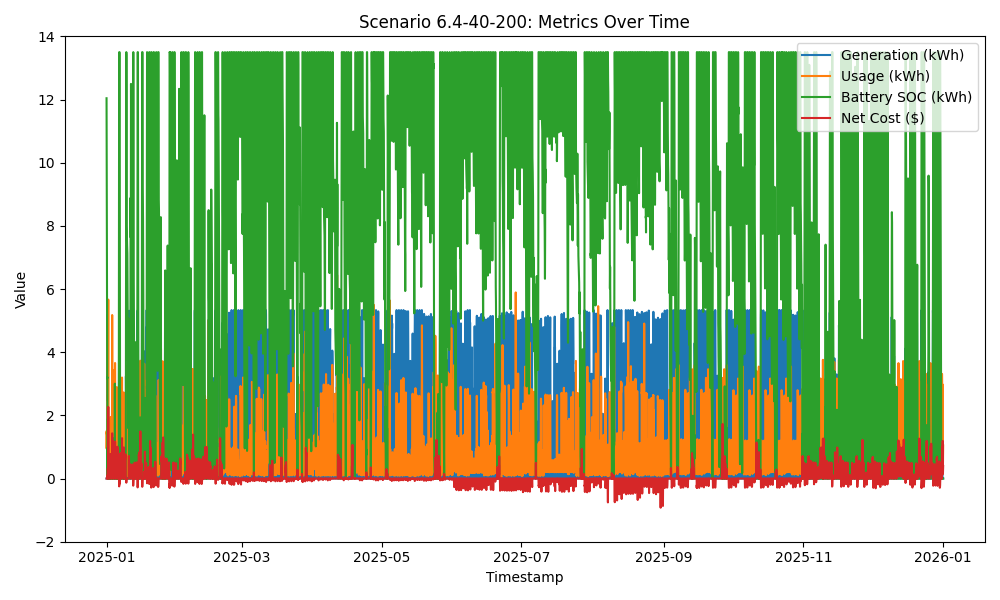 Scenario 6.4-40-200: Metrics Over Time
Generation (kWh)
Usage (kWh)
Battery SOC (kWh)
Net Cost ($)
14
12
10
8
6
4
2
0
−2
Value
2025-01
2025-03
2025-05
2025-07
2025-09
2025-11
2026-01
Timestamp